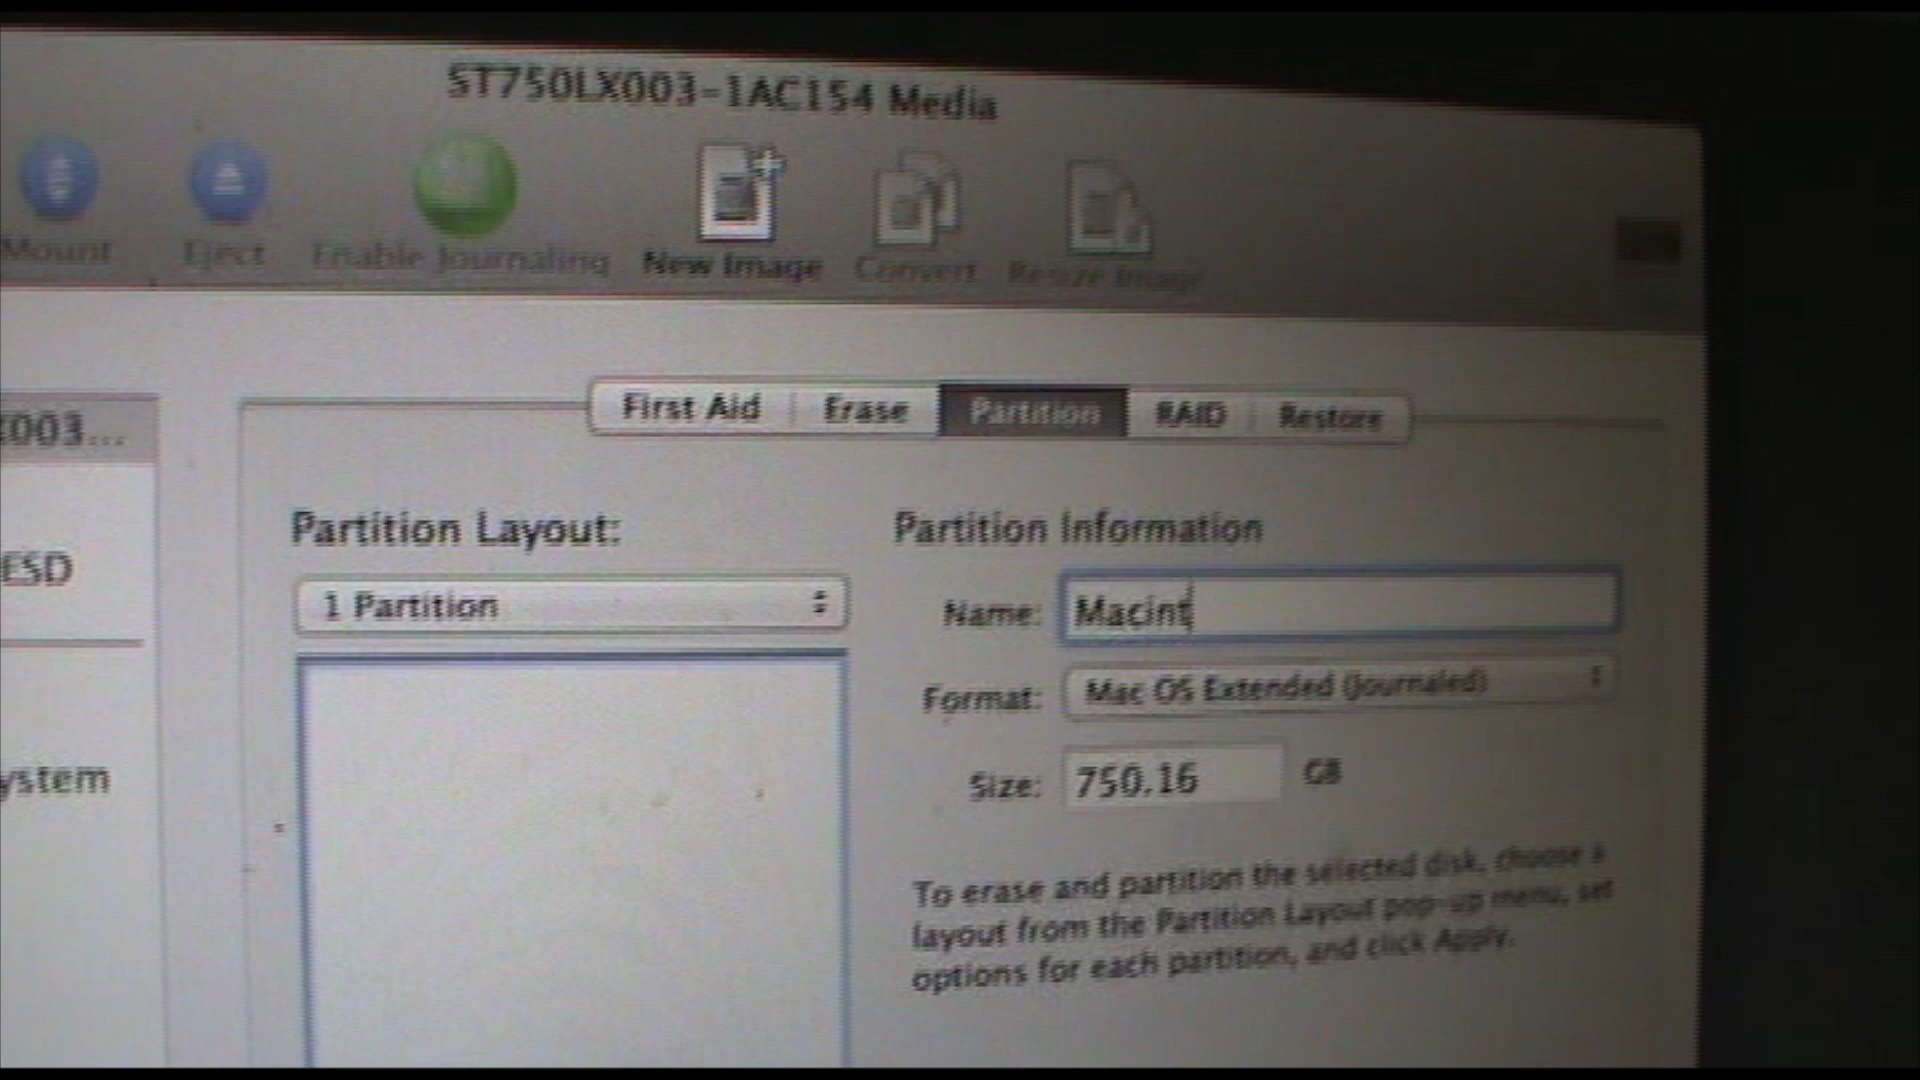 ST750LX003-1AC154 Media
Mount Eject Enable Journaling New Image Convert Resize Image
First Aid Erase Partition RAID Restore
X003...
ESD
ystem
Partition Layout:
1 Partition
Partition Information
Name: Macint
Format: Mac OS Extended (Journaled)
Size: 750.16 GB
To erase and partition the selected disk, choose a
layout from the Partition Layout pop-up menu, set
options for each partition, and click Apply.